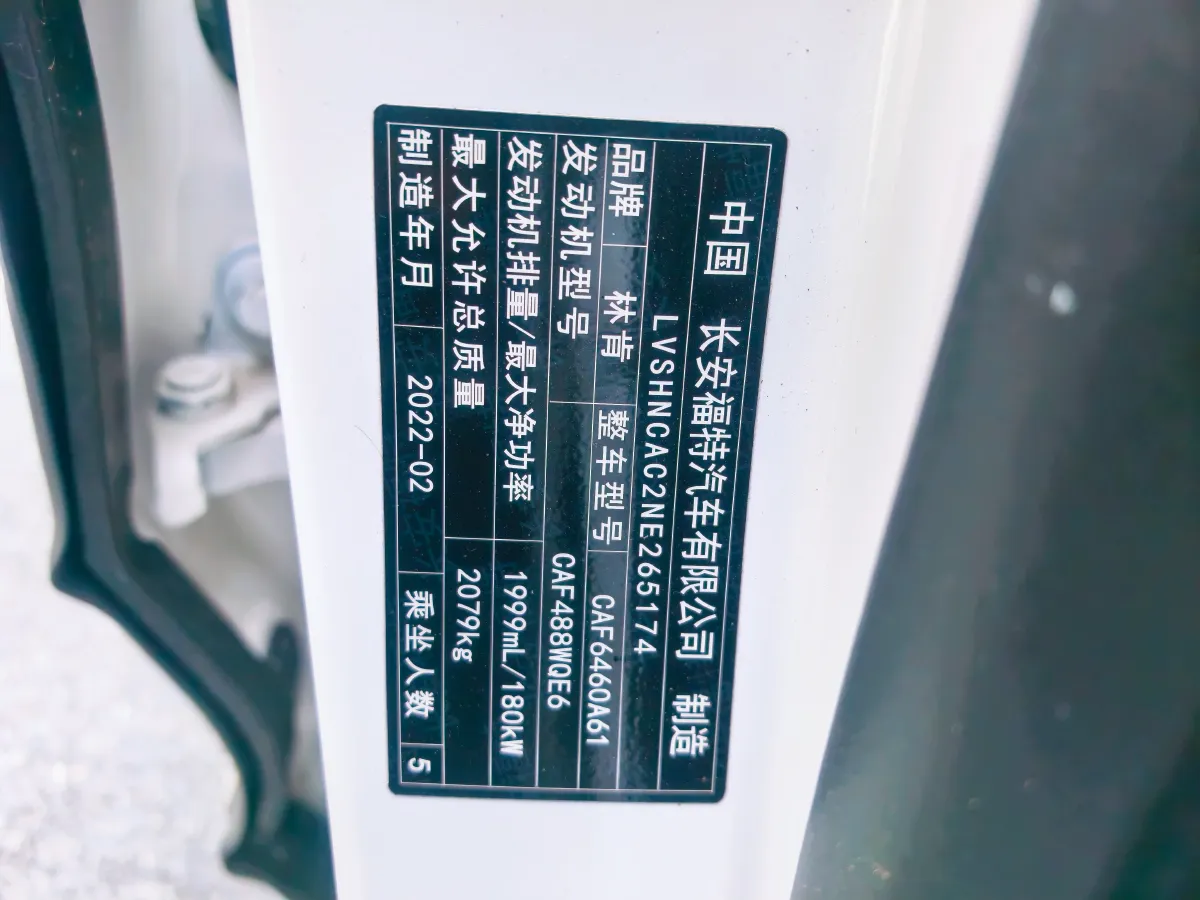 中国 长安福特汽车有限公司 制造
LVSHNCAC2NE265174
品牌 林肯 整车型号 CAF6460A61
发动机型号 CAF488WQE6
发动机排量/最大净功率 1999mL/180kW
最大允许总质量 2079kg
制造年月 2022-02 乘坐人数 5